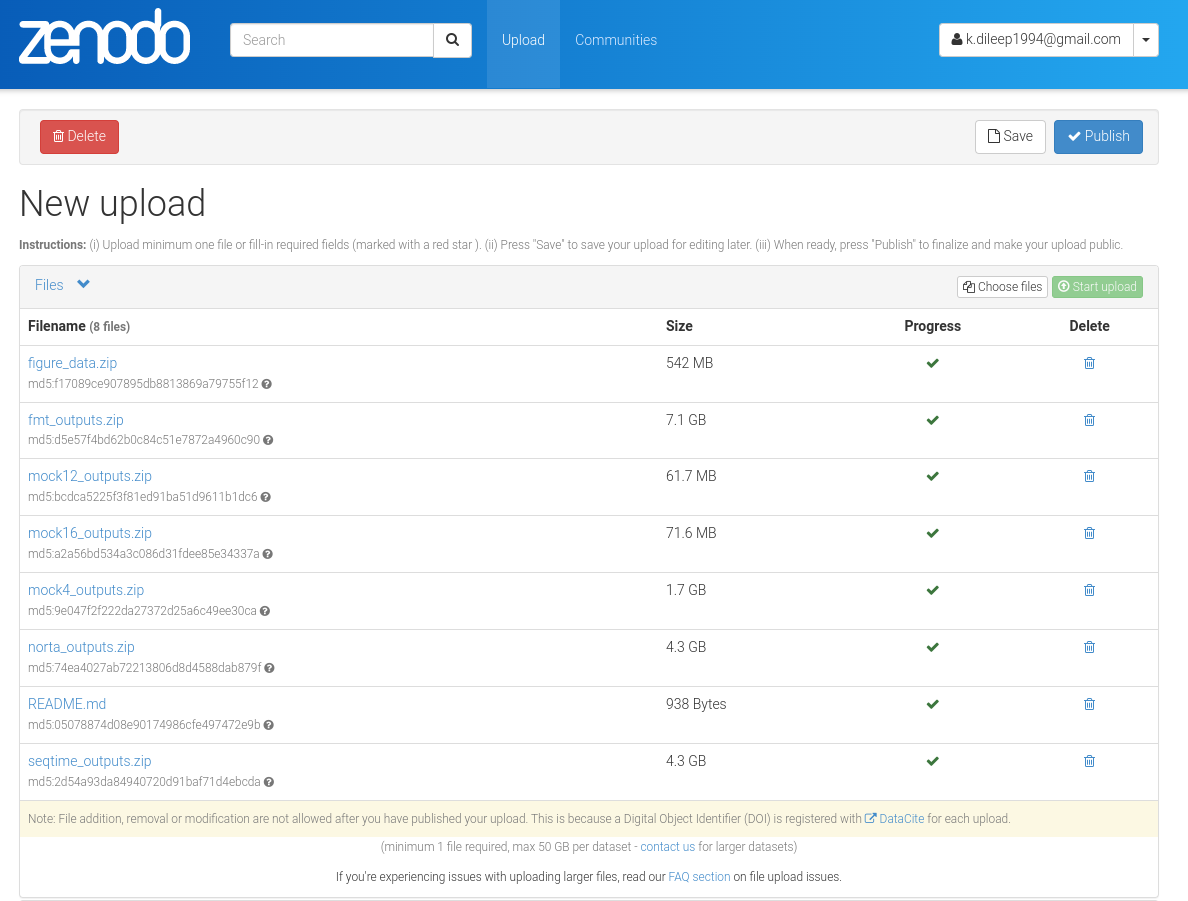 zenodo
Search
Upload
Communities
k.dileep1994@gmail.com
Delete
Save
Publish
New upload
Instructions: (i) Upload minimum one file or fill-in required fields (marked with a red star ). (ii) Press "Save" to save your upload for editing later. (iii) When ready, press "Publish" to finalize and make your upload public.
Files
Choose files
Start upload
Filename (8 files) Size Progress Delete
figure_data.zip 542 MB
md5:f17089ce907895db8813869a79755f12
fmt_outputs.zip 7.1 GB
md5:d5e57f4bd62b0c84c51e7872a4960c90
mock12_outputs.zip 61.7 MB
md5:bcdca5225f3f81ed91ba51d9611b1dc6
mock16_outputs.zip 71.6 MB
md5:a2a56bd534a3c086d31fdee85e34337a
mock4_outputs.zip 1.7 GB
md5:9e047f2f222da27372d25a6c49ee30ca
norta_outputs.zip 4.3 GB
md5:74ea4027ab72213806d8d4588dab879f
README.md 938 Bytes
md5:05078874d08e90174986cfe497472e9b
seqtime_outputs.zip 4.3 GB
md5:2d54a93da84940720d91baf71d4ebcda
Note: File addition, removal or modification are not allowed after you have published your upload. This is because a Digital Object Identifier (DOI) is registered with DataCite for each upload.
(minimum 1 file required, max 50 GB per dataset - contact us for larger datasets)
If you're experiencing issues with uploading larger files, read our FAQ section on file upload issues.